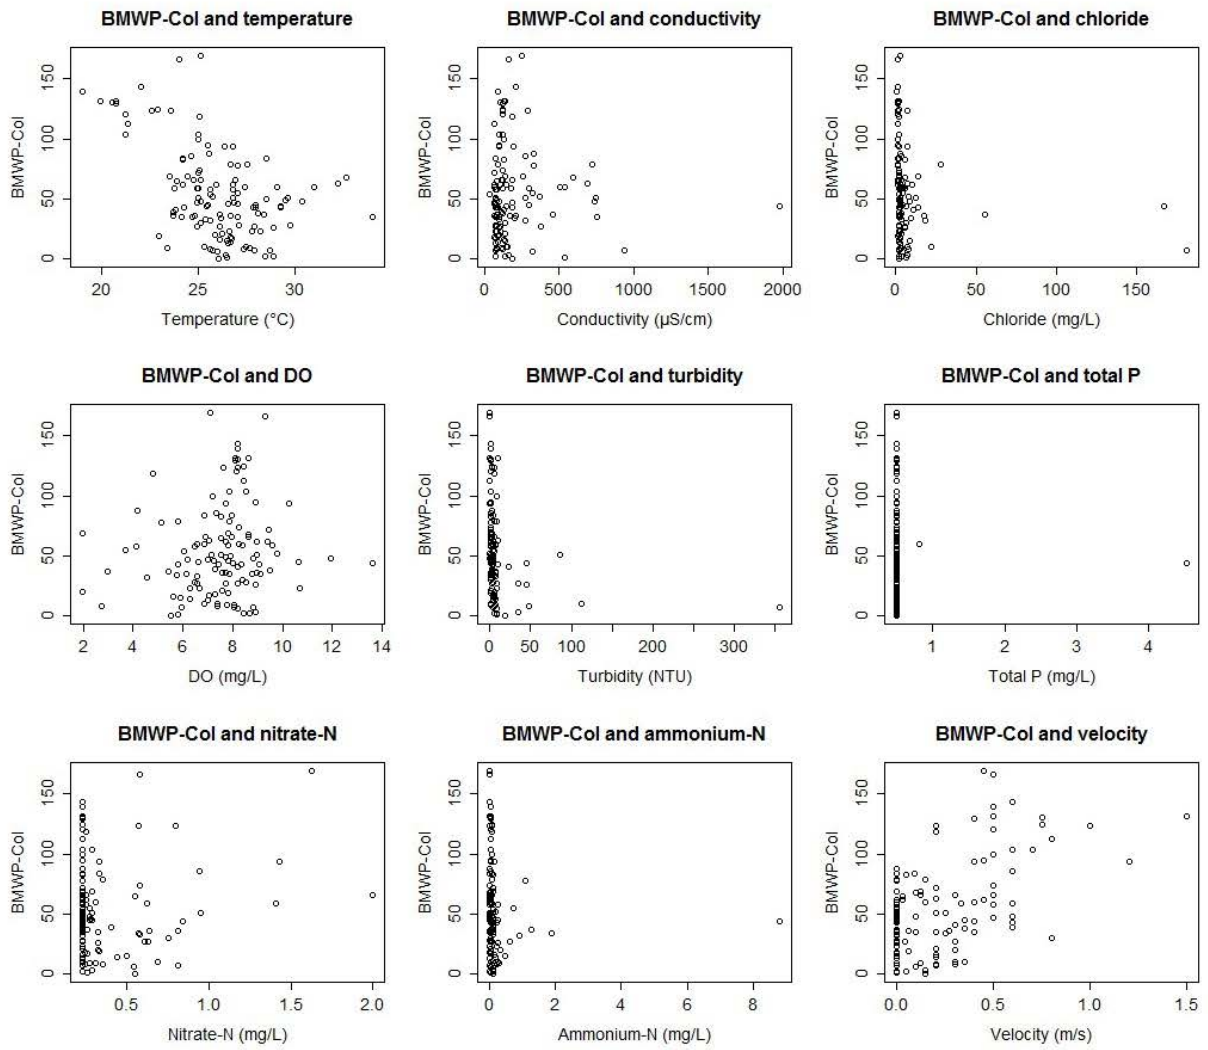 BMWP-Col and temperature
BMWP-Col and conductivity
BMWP-Col and chloride
BMWP-Col
0 50 100 150
20 25 30
Temperature (°C)
BMWP-Col
0 50 100 150
0 500 1000 1500 2000
Conductivity (µS/cm)
BMWP-Col
0 50 100 150
0 50 100 150
Chloride (mg/L)
BMWP-Col and DO
BMWP-Col and turbidity
BMWP-Col and total P
BMWP-Col
0 50 100 150
2 4 6 8 10 12 14
DO (mg/L)
BMWP-Col
0 50 100 150
0 50 100 200 300
Turbidity (NTU)
BMWP-Col
0 50 100 150
1 2 3 4
Total P (mg/L)
BMWP-Col and nitrate-N
BMWP-Col and ammonium-N
BMWP-Col and velocity
BMWP-Col
0 50 100 150
0.5 1.0 1.5 2.0
Nitrate-N (mg/L)
BMWP-Col
0 50 100 150
0 2 4 6 8
Ammonium-N (mg/L)
BMWP-Col
0 50 100 150
0.0 0.5 1.0 1.5
Velocity (m/s)